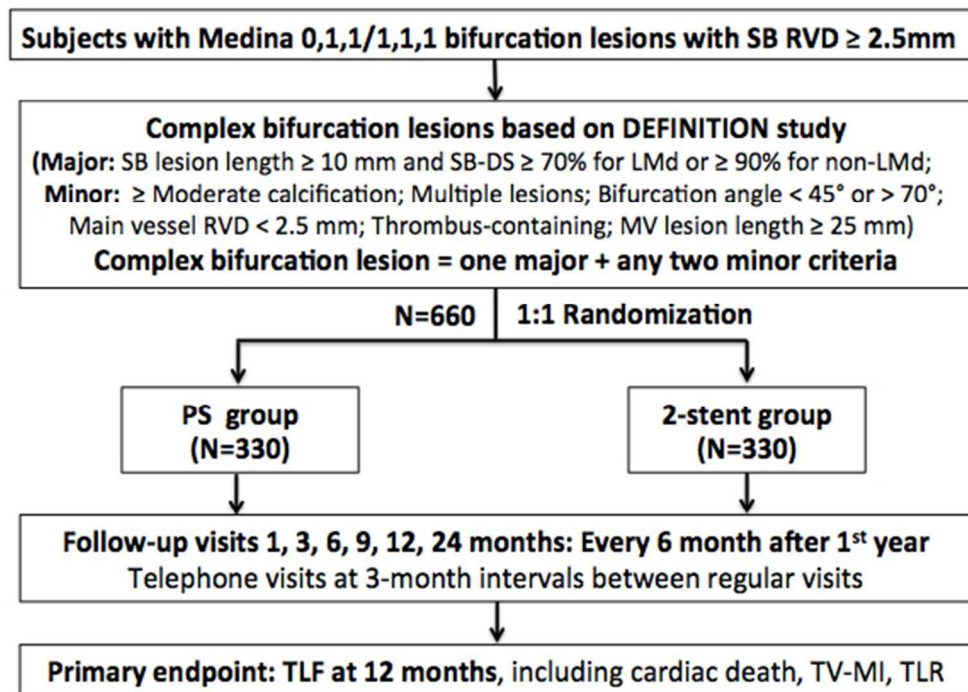 Subjects with Medina 0,1,1/1,1,1 bifurcation lesions with SB RVD ≥ 2.5mm
Complex bifurcation lesions based on DEFINITION study
(Major: SB lesion length ≥ 10 mm and SB-DS ≥ 70% for LMd or ≥ 90% for non-LMd;
Minor: ≥ Moderate calcification; Multiple lesions; Bifurcation angle < 45° or > 70°;
Main vessel RVD < 2.5 mm; Thrombus-containing; MV lesion length ≥ 25 mm)
Complex bifurcation lesion = one major + any two minor criteria
N=660 1:1 Randomization
PS group
(N=330)
2-stent group
(N=330)
Follow-up visits 1, 3, 6, 9, 12, 24 months: Every 6 month after 1st year
Telephone visits at 3-month intervals between regular visits
Primary endpoint: TLF at 12 months, including cardiac death, TV-MI, TLR